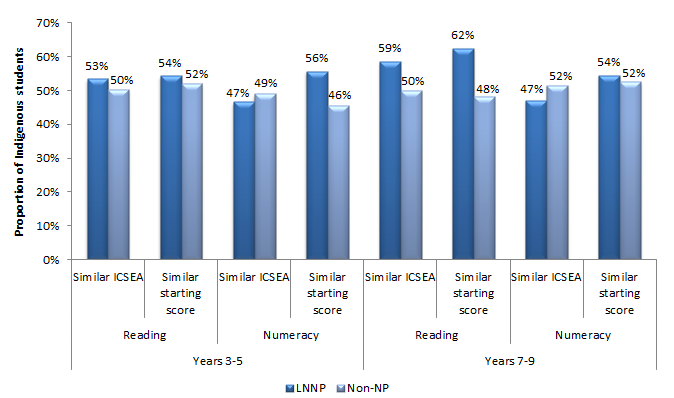 Proportion of Indigenous students
70%
60%
50%
40%
30%
20%
10%
0%
53%
50%
54%
52%
47%
49%
56%
46%
59%
50%
62%
48%
47%
52%
54%
52%
Similar ICSEA
Similar
starting
score
Similar ICSEA
Similar
starting
score
Similar ICSEA
Similar
starting
score
Similar ICSEA
Similar
starting
score
Reading
Numeracy
Reading
Numeracy
Years 3-5
Years 7-9
LNNP
Non-NP